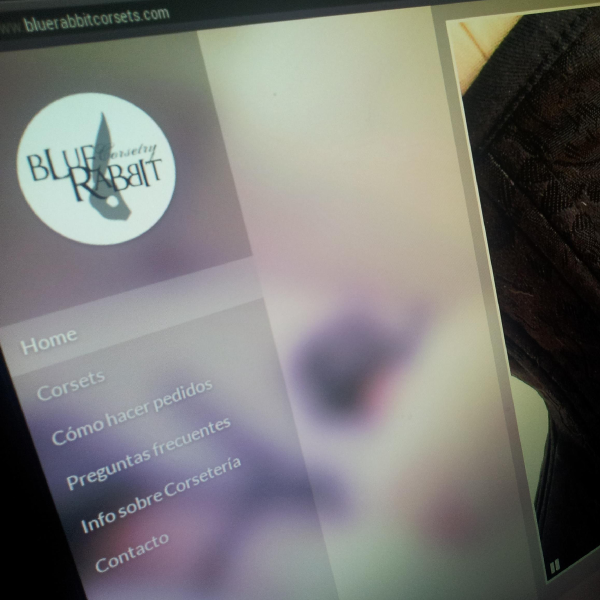 www.bluerabbitcorsets.com
BLUE Corsetry
RABBIT
Home
Corsets
Cómo hacer pedidos
Preguntas frecuentes
Info sobre Corsetería
Contacto